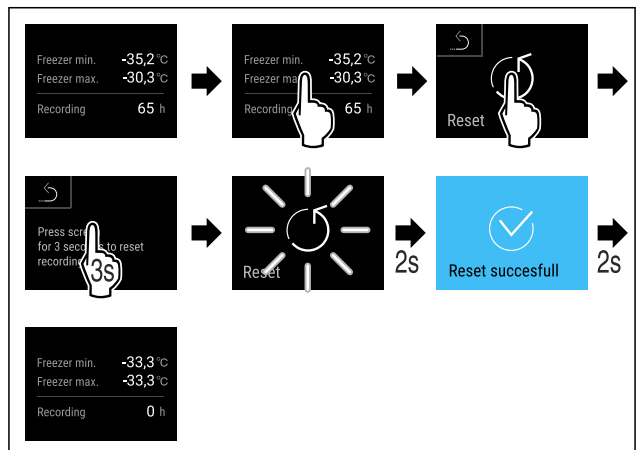 Freezer min. -35,2°C
Freezer max. -30,3°C
Recording 65 h
Freezer min. -35,2°C
Freezer ma -30,3°C
Recording 65 h
Reset
Press scre
for 3 seconds to reset
recording
3s
Reset
2s
Reset succesfull
2s
Freezer min. -33,3°C
Freezer max. -33,3°C
Recording 0 h